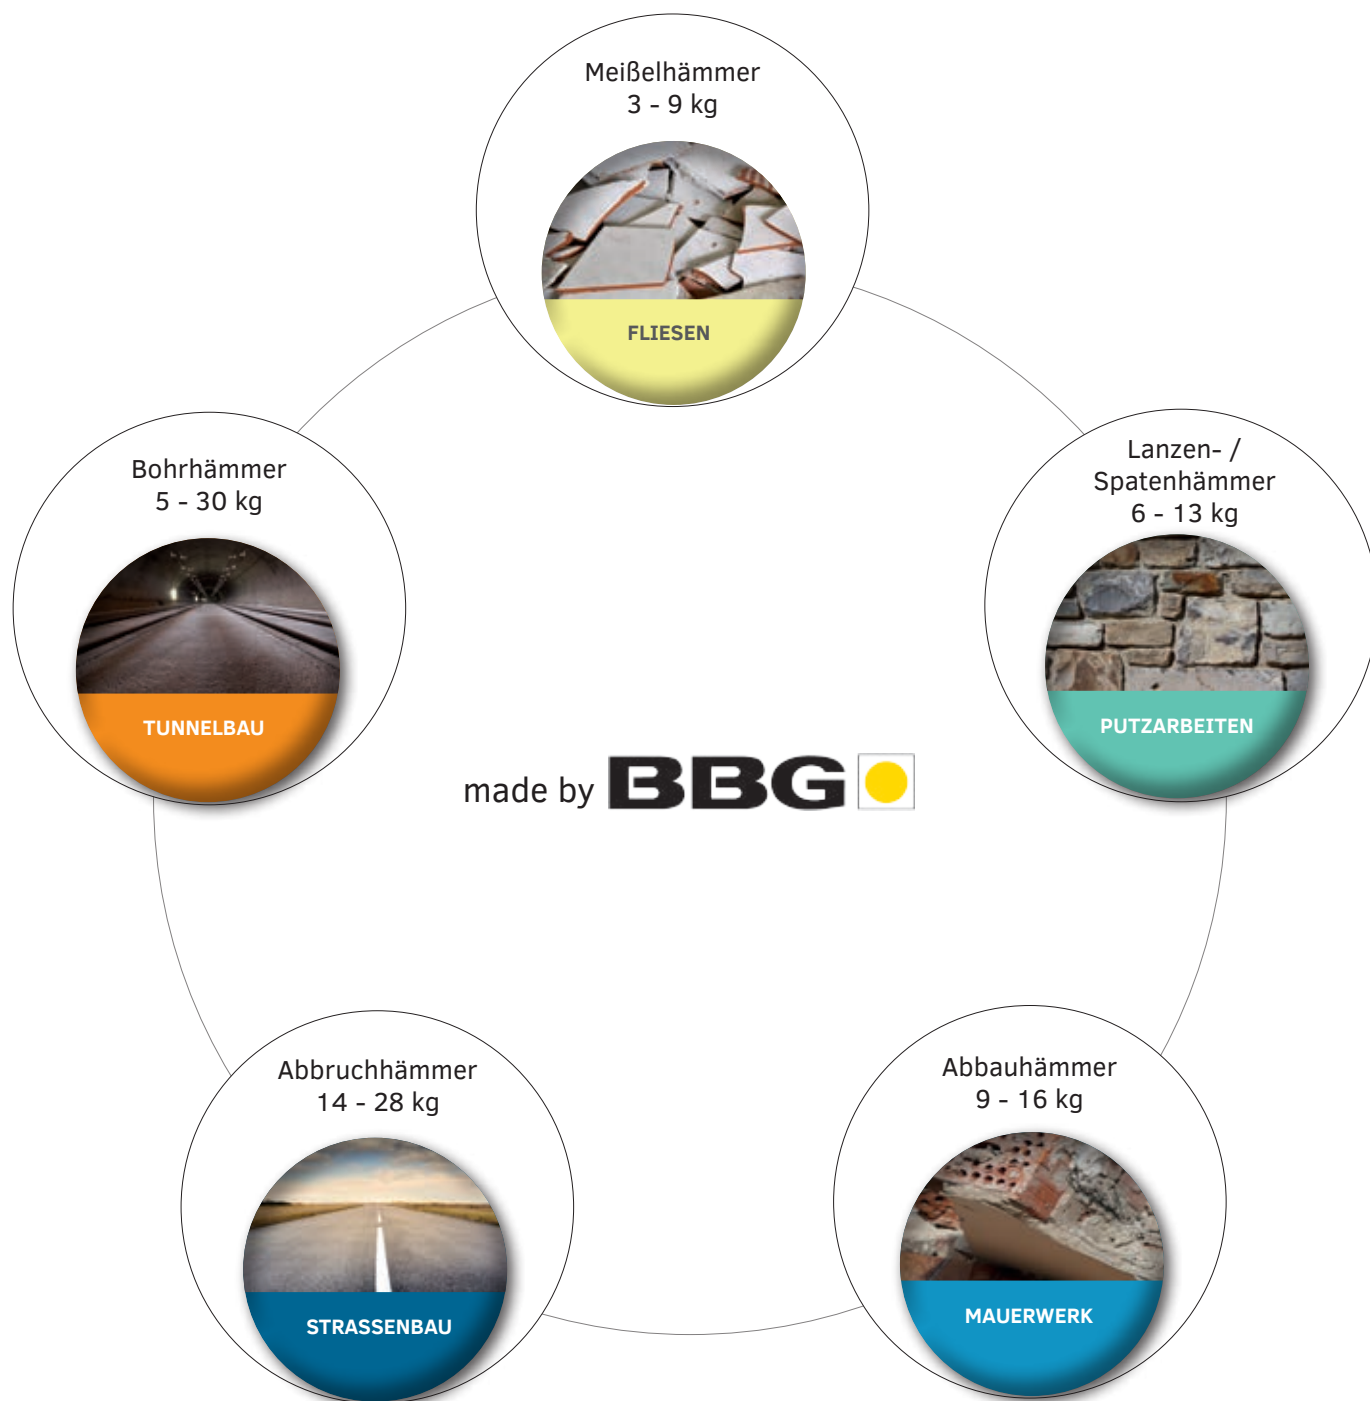 Meißelhämmer
3 - 9 kg
FLIESEN
Bohrhämmer
5 - 30 kg
TUNNELBAU
Lanzen- /
Spatenhämmer
6 - 13 kg
PUTZARBEITEN
made by BBG
Abbruchhämmer
14 - 28 kg
STRASSENBAU
Abbauhämmer
9 - 16 kg
MAUERWERK